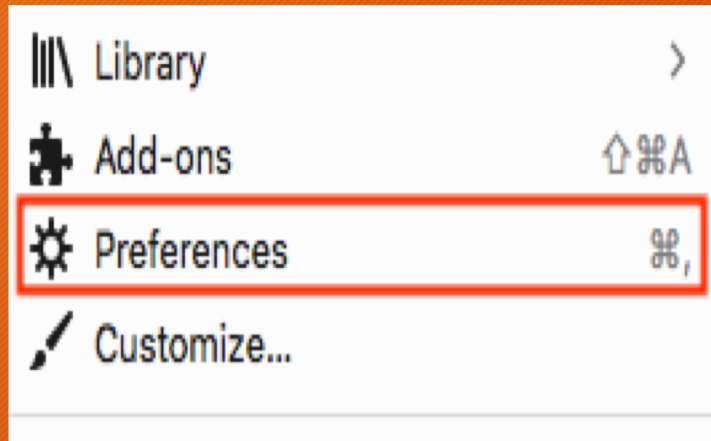 Library >
Add-ons ⇧⌘A
Preferences ⌘,
Customize...